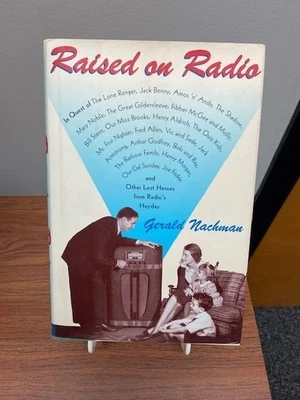 Raised on Radio
In Quest of The Lone Ranger, Jack Benny, Amos 'n' Andy, The Shadow,
Mary Noble, The Great Gildersleeve, Fibber McGee and Molly,
Bill Stern, Our Miss Brooks, Henry Aldrich, The Quiz Kids,
Mr. First Nighter, Fred Allen, Vic and Sade, Jack
Armstrong, Arthur Godfrey, Bob and Ray,
The Barbour Family, Henry Morgan,
Our Gal Sunday, Joe Friday,
and
Other Lost Heroes
from Radio's
Heyday
Gerald Nachman